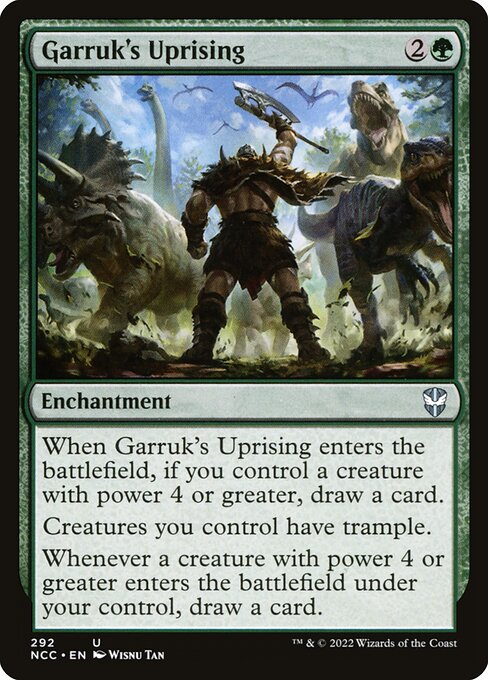 Garruk's Uprising 2
Enchantment
When Garruk's Uprising enters the
battlefield, if you control a creature
with power 4 or greater, draw a card.
Creatures you control have trample.
Whenever a creature with power 4 or
greater enters the battlefield under
your control, draw a card.
292 U ™ & © 2022 Wizards of the Coast
NCC • EN Wisnu Tan